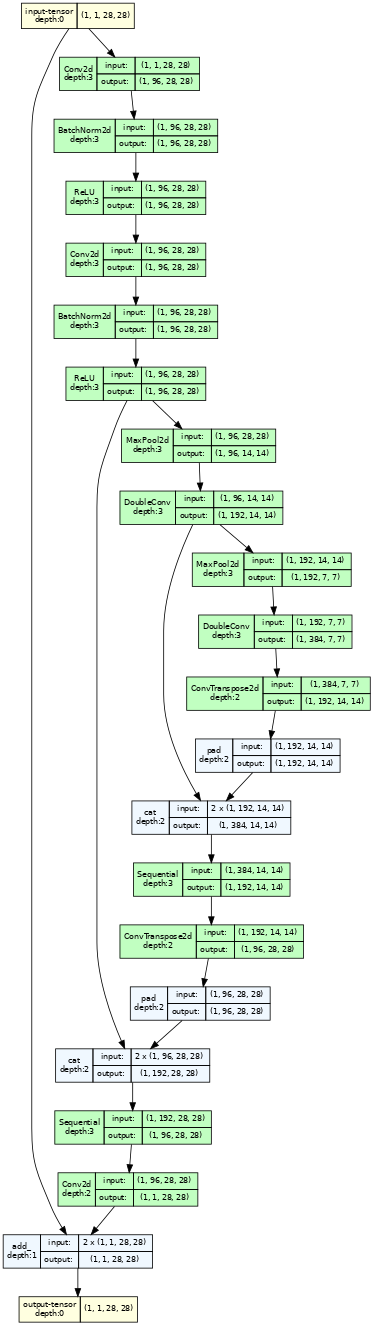 input-tensor
depth:0
(1, 1, 28, 28)
Conv2d
depth:3
input:
(1, 1, 28, 28)
output:
(1, 96, 28, 28)
BatchNorm2d
depth:3
input:
(1, 96, 28, 28)
output:
(1, 96, 28, 28)
ReLU
depth:3
input:
(1, 96, 28, 28)
output:
(1, 96, 28, 28)
Conv2d
depth:3
input:
(1, 96, 28, 28)
output:
(1, 96, 28, 28)
BatchNorm2d
depth:3
input:
(1, 96, 28, 28)
output:
(1, 96, 28, 28)
ReLU
depth:3
input:
(1, 96, 28, 28)
output:
(1, 96, 28, 28)
MaxPool2d
depth:3
input:
(1, 96, 28, 28)
output:
(1, 96, 14, 14)
DoubleConv
depth:3
input:
(1, 96, 14, 14)
output:
(1, 192, 14, 14)
MaxPool2d
depth:3
input:
(1, 192, 14, 14)
output:
(1, 192, 7, 7)
DoubleConv
depth:3
input:
(1, 192, 7, 7)
output:
(1, 384, 7, 7)
ConvTranspose2d
depth:2
input:
(1, 384, 7, 7)
output:
(1, 192, 14, 14)
pad
depth:2
input:
(1, 192, 14, 14)
output:
(1, 192, 14, 14)
cat
depth:2
input:
2 x (1, 192, 14, 14)
output:
(1, 384, 14, 14)
Sequential
depth:3
input:
(1, 384, 14, 14)
output:
(1, 192, 14, 14)
ConvTranspose2d
depth:2
input:
(1, 192, 14, 14)
output:
(1, 96, 28, 28)
pad
depth:2
input:
(1, 96, 28, 28)
output:
(1, 96, 28, 28)
cat
depth:2
input:
2 x (1, 96, 28, 28)
output:
(1, 192, 28, 28)
Sequential
depth:3
input:
(1, 192, 28, 28)
output:
(1, 96, 28, 28)
Conv2d
depth:2
input:
(1, 96, 28, 28)
output:
(1, 1, 28, 28)
add_
depth:1
input:
2 x (1, 1, 28, 28)
output:
(1, 1, 28, 28)
output-tensor
depth:0
(1, 1, 28, 28)